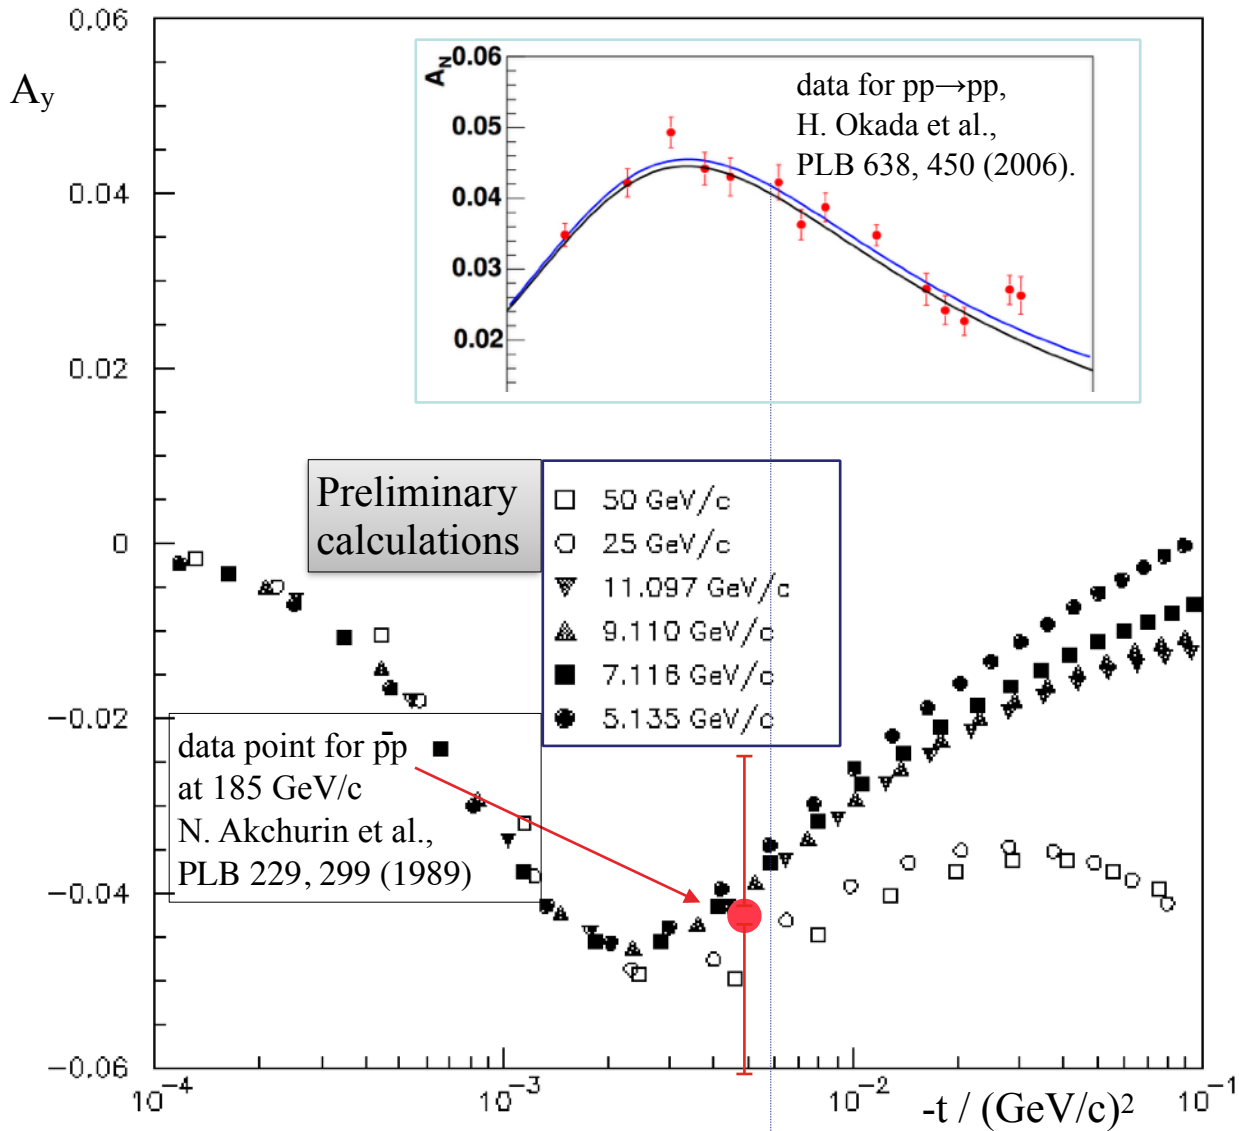 0.06
A_y
0.04
0.02
0
−0.02
−0.04
−0.06
A_N
0.06
0.05
0.04
0.03
0.02
data for pp→pp,
H. Okada et al.,
PLB 638, 450 (2006).
Preliminary
calculations
50 GeV/c
25 GeV/c
11.097 GeV/c
9.110 GeV/c
7.116 GeV/c
5.135 GeV/c
data point for p̄p
at 185 GeV/c
N. Akchurin et al.,
PLB 229, 299 (1989)
10⁻⁴
10⁻³
10⁻²
10⁻¹
-t / (GeV/c)²